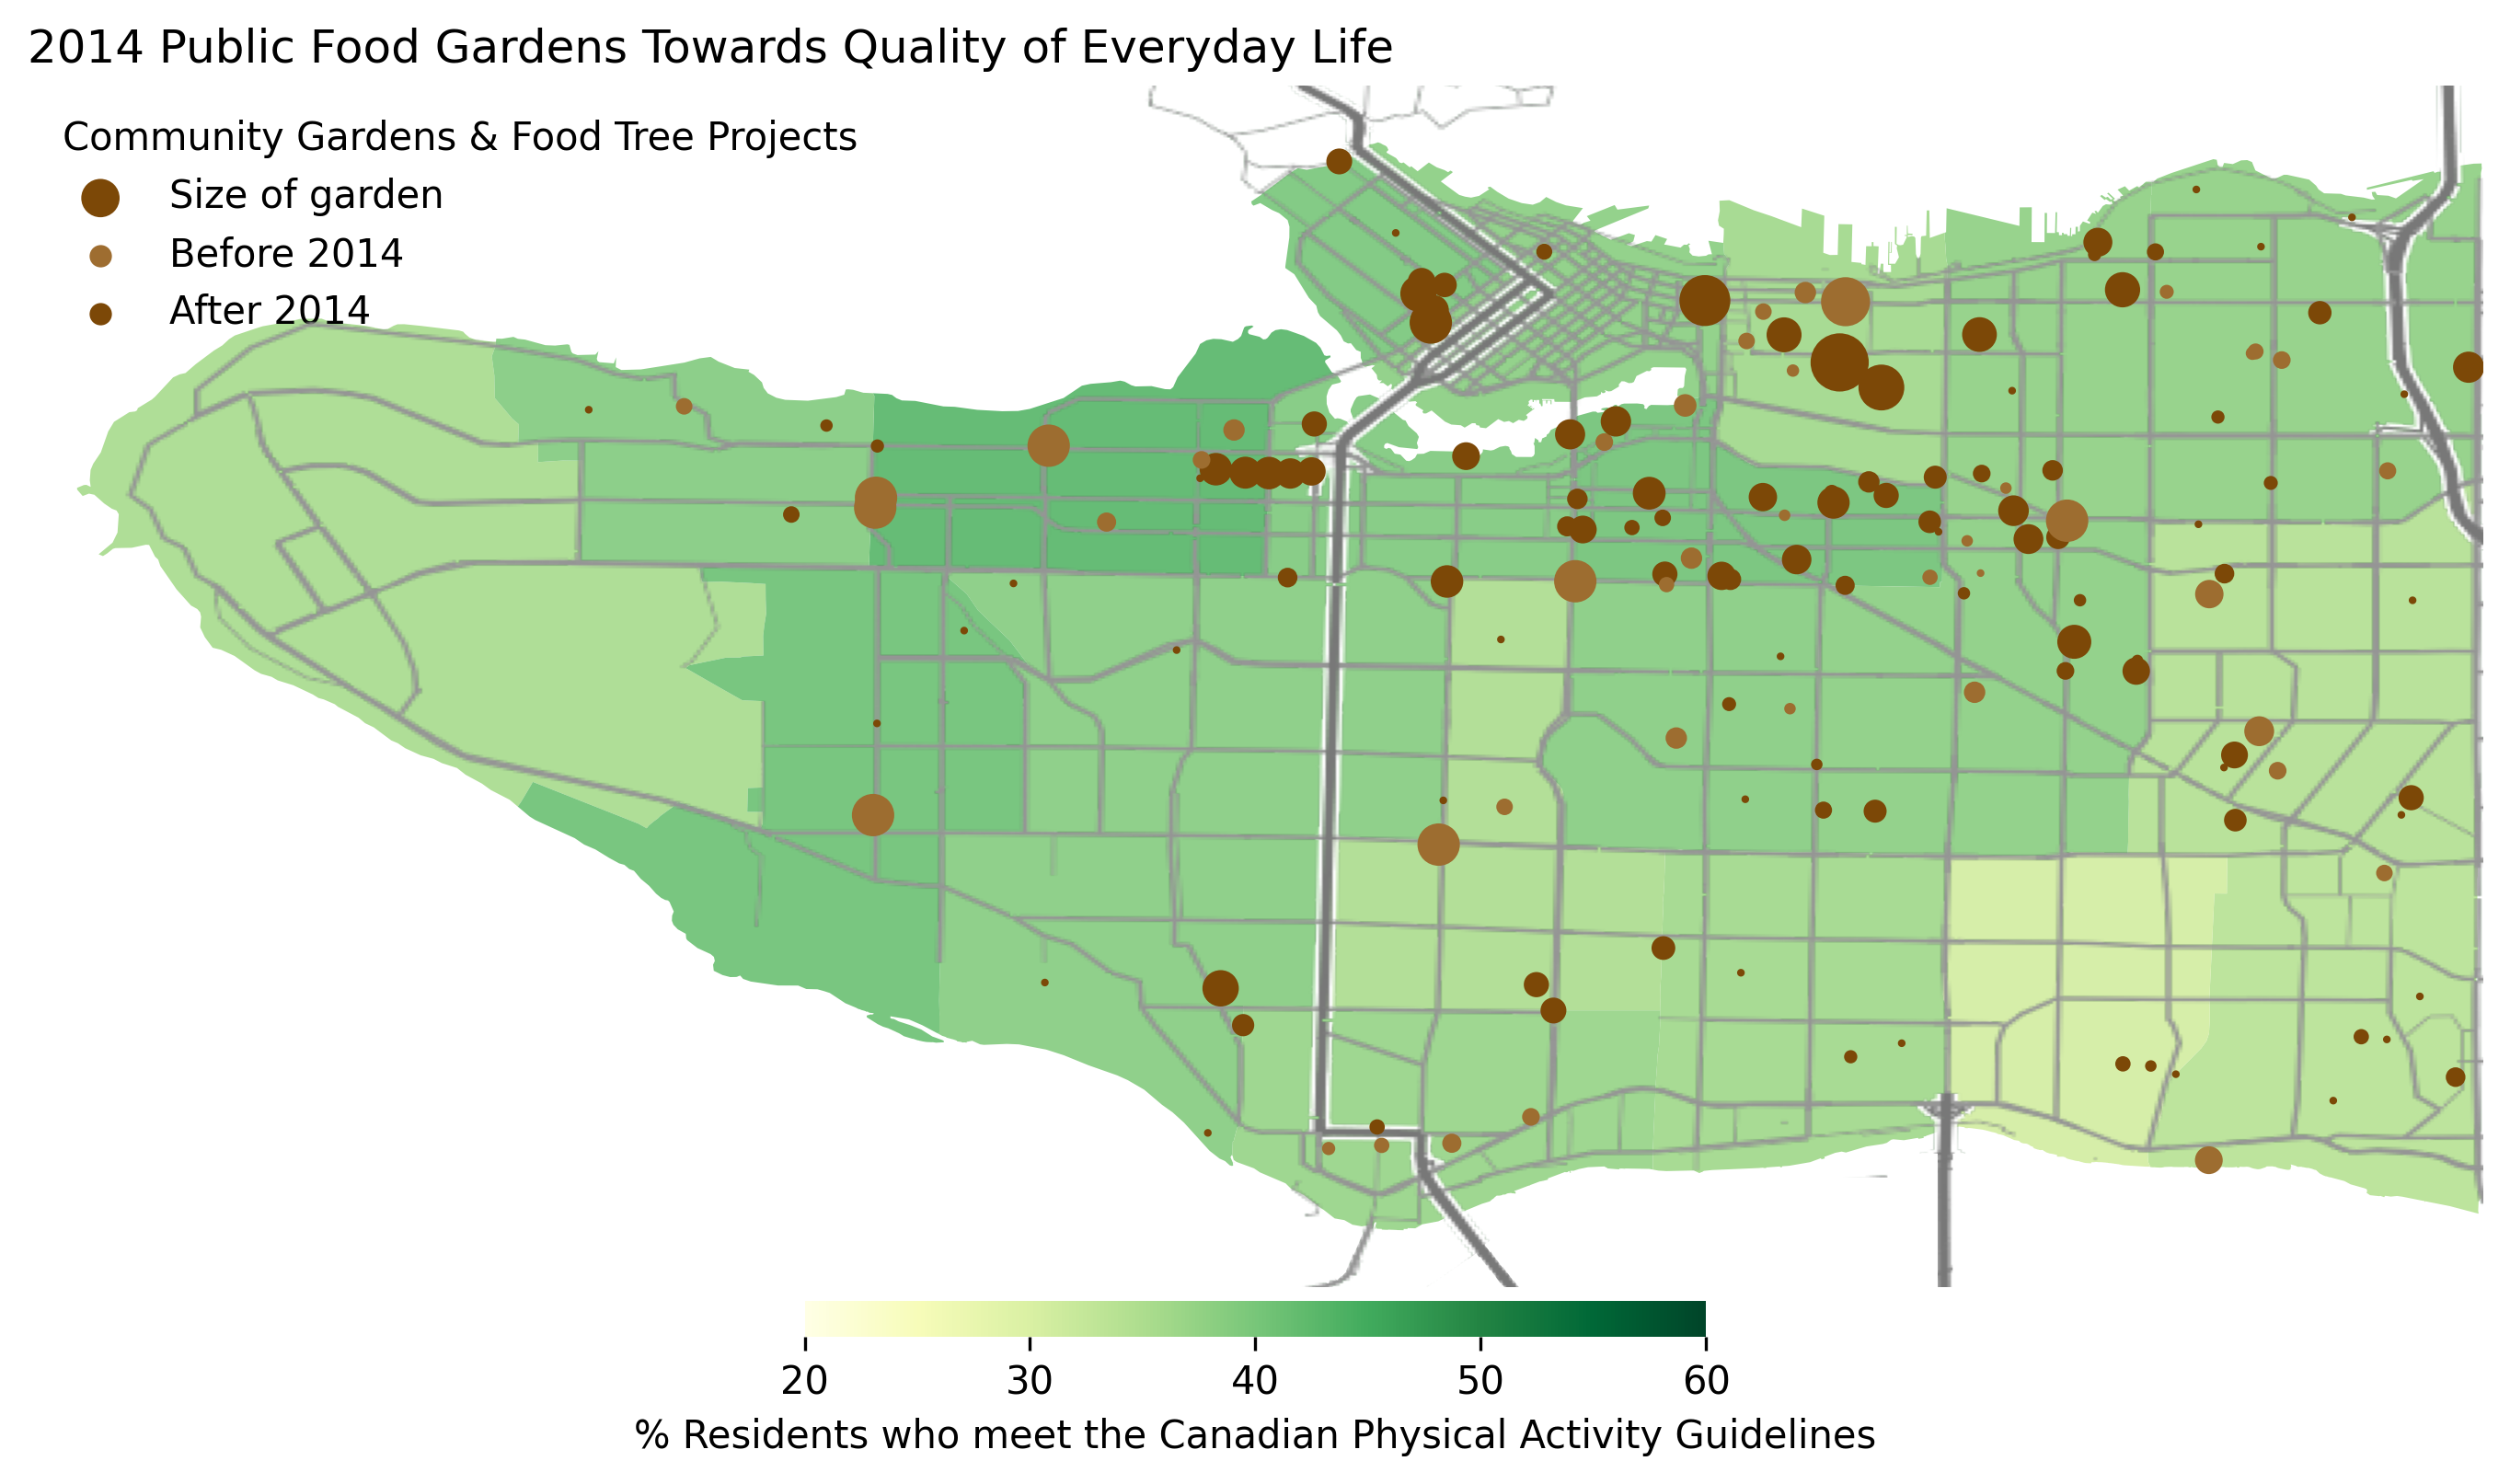 2014 Public Food Gardens Towards Quality of Everyday Life
Community Gardens & Food Tree Projects
Size of garden
Before 2014
After 2014
20 30 40 50 60
% Residents who meet the Canadian Physical Activity Guidelines